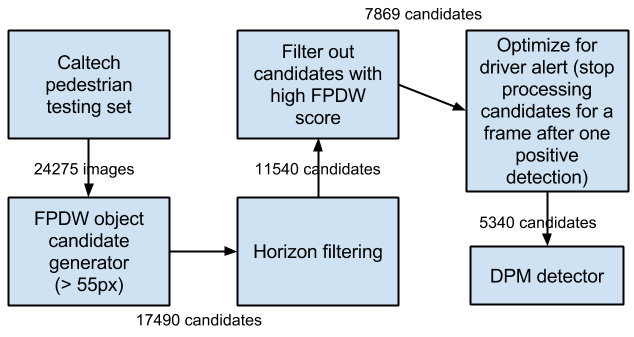 Caltech
pedestrian
testing set
24275 images
FPDW object
candidate
generator
(> 55px)
17490 candidates
Horizon filtering
11540 candidates
Filter out
candidates with
high FPDW
score
7869 candidates
Optimize for
driver alert (stop
processing
candidates for a
frame after one
positive
detection)
5340 candidates
DPM detector